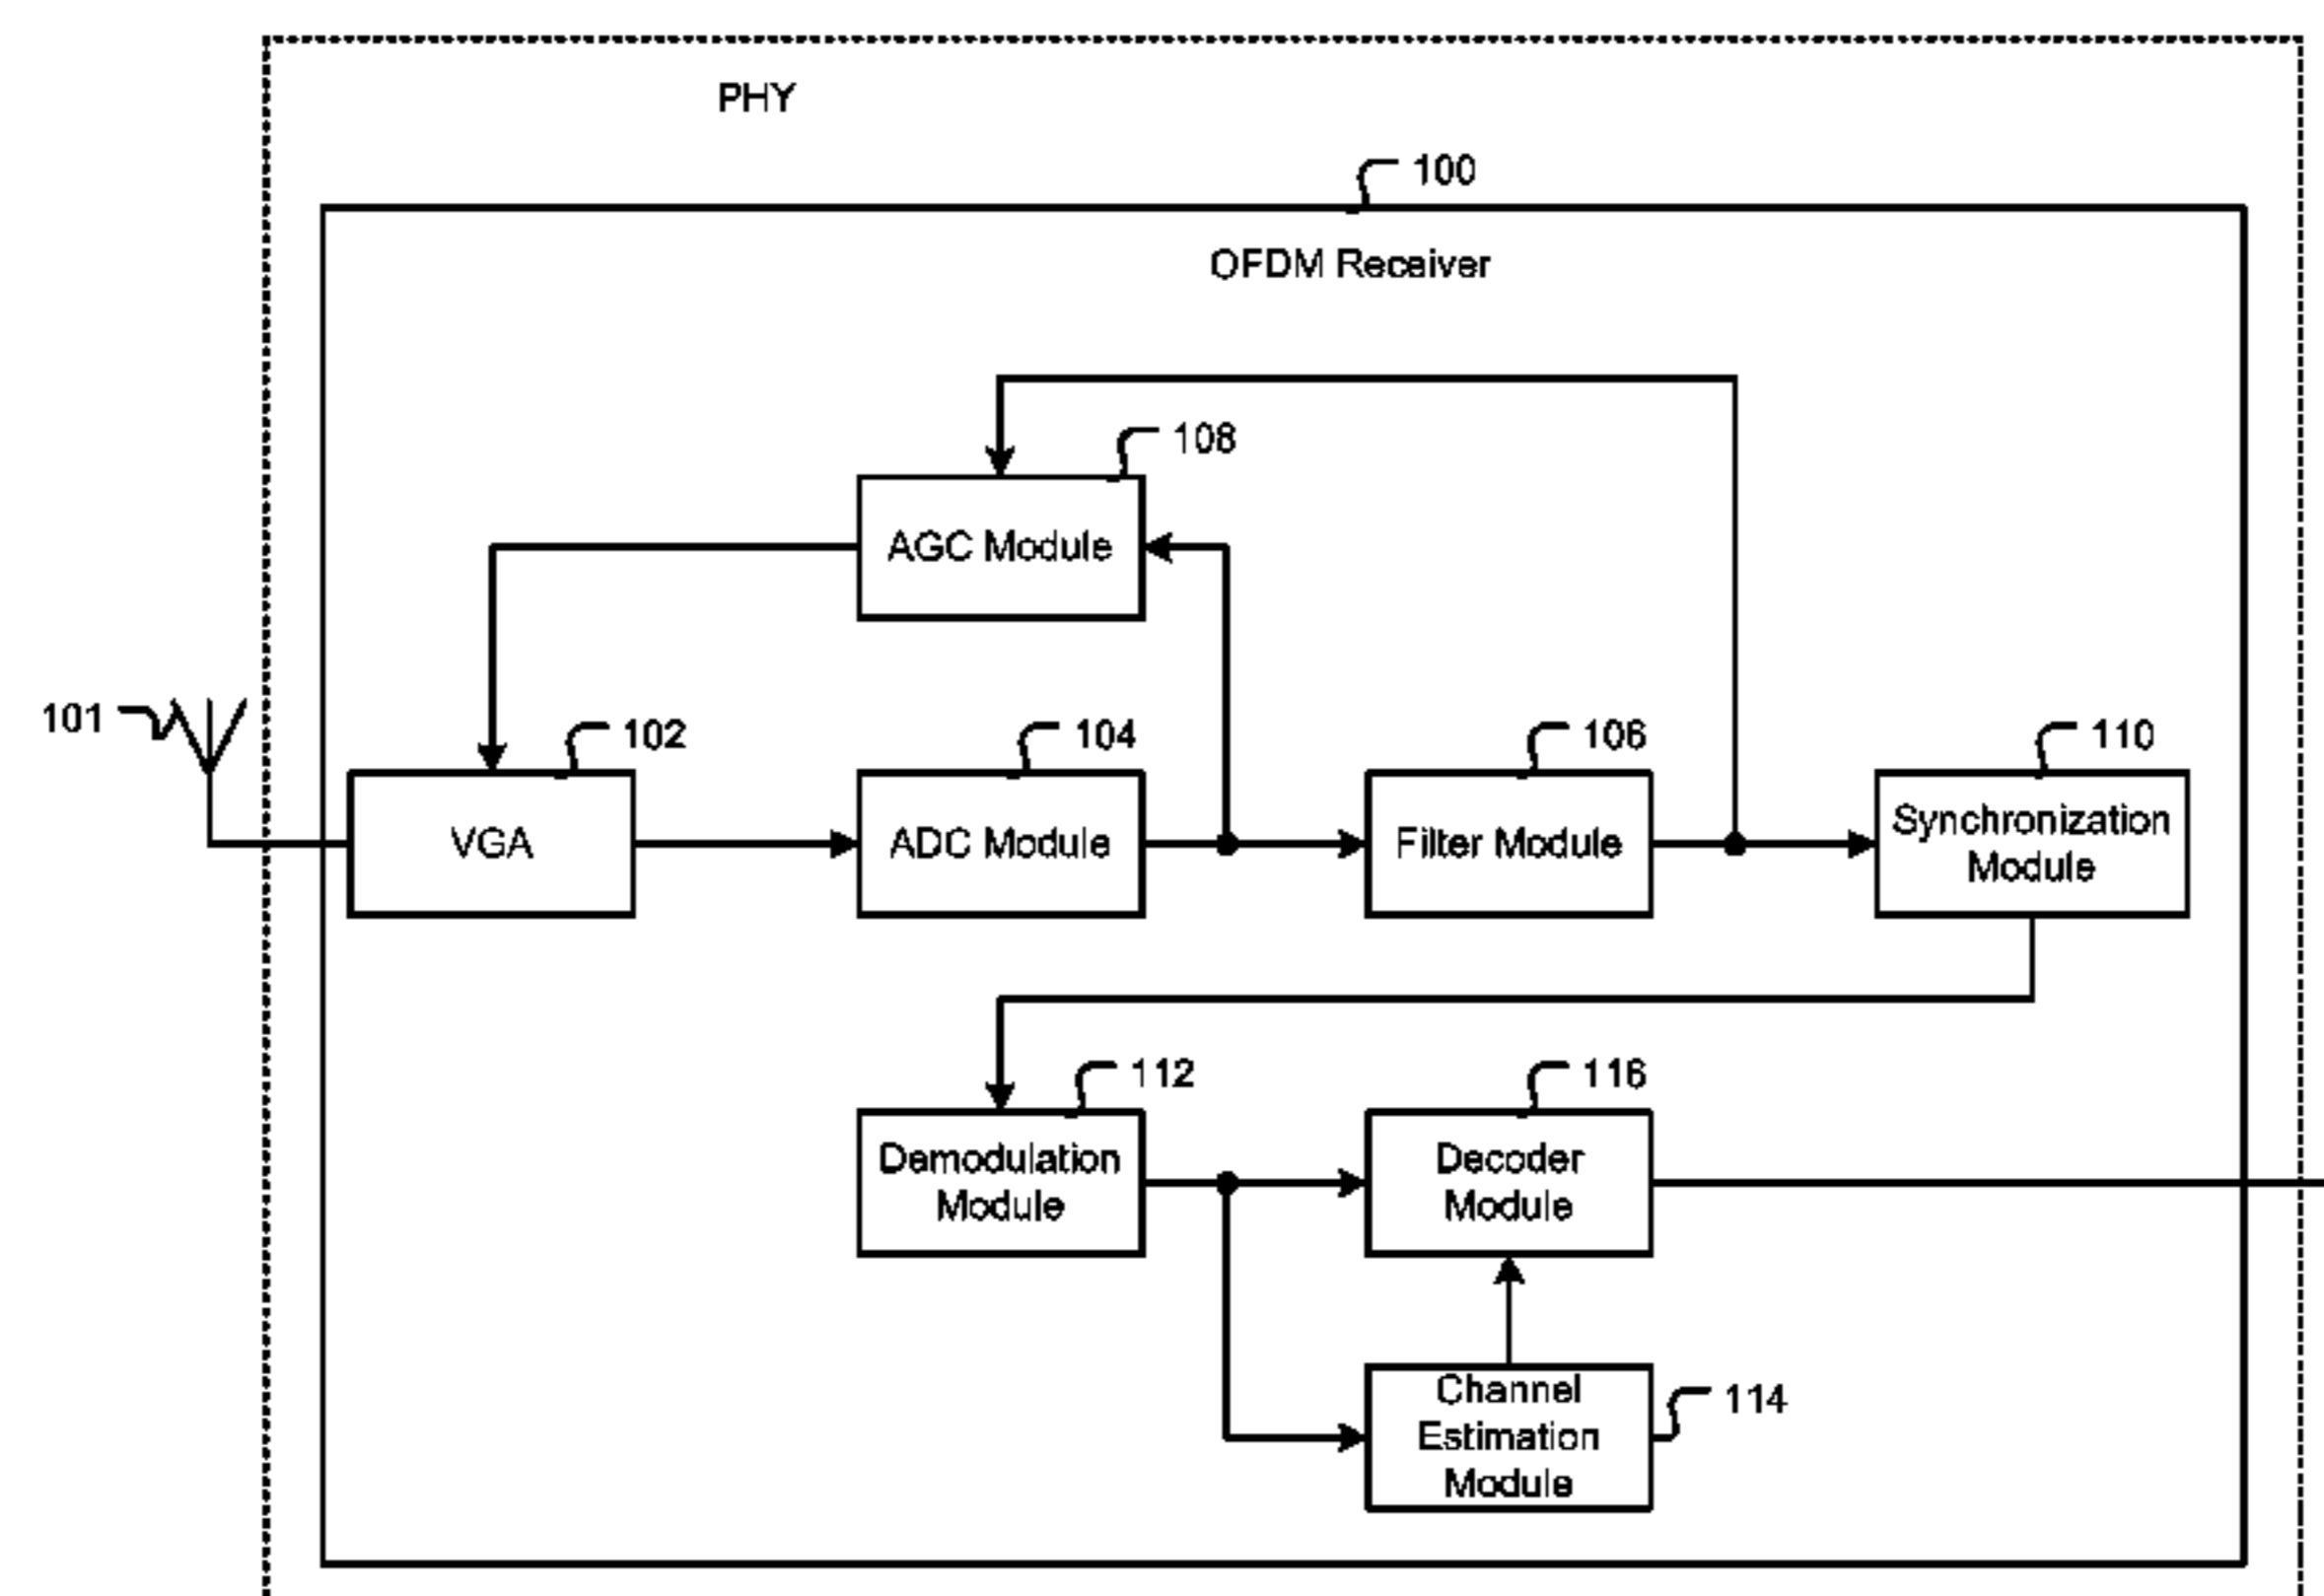 PHY
100
OFDM Receiver
108
AGC Module
101
102
104
106
110
VGA
ADC Module
Filter Module
Synchronization
Module
112
116
Demodulation
Module
Decoder
Module
Channel
Estimation
Module
114